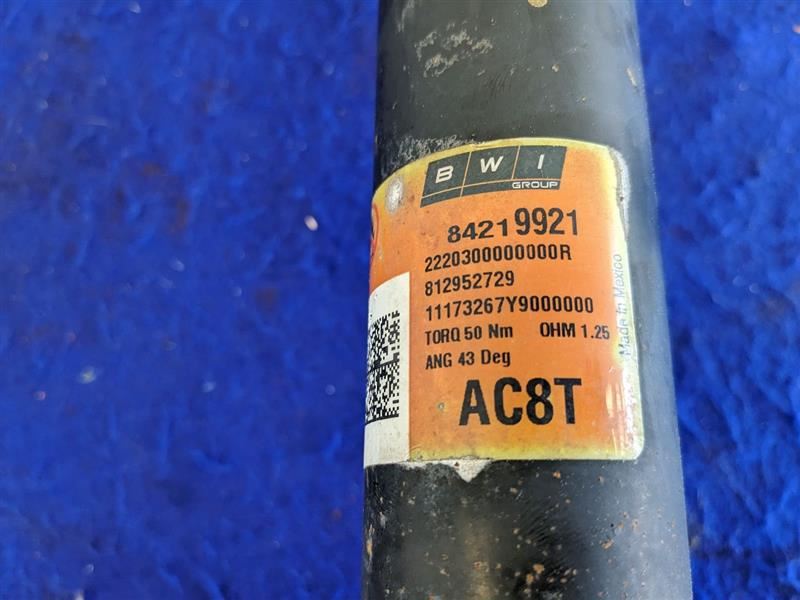 BWI
GROUP
84219921
2220300000000R
812952729
11173267Y9000000
TORQ 50 Nm OHM 1.25
ANG 43 Deg
AC8T
Made In Mexico